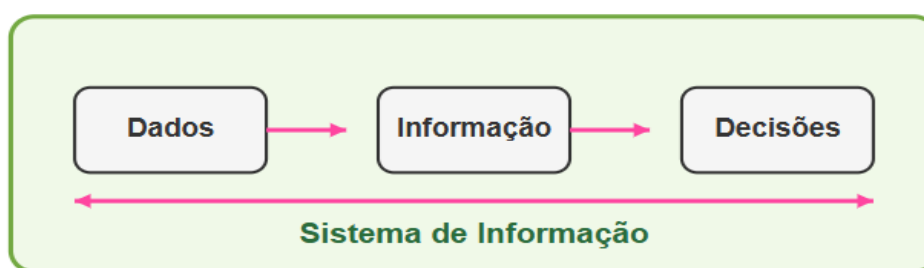 Dados
Informação
Decisões
Sistema de Informação